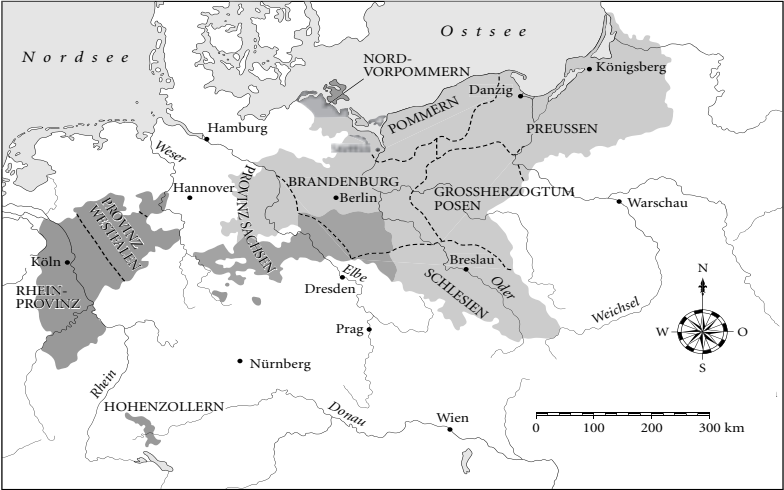 Nordsee
Ostsee
NORD-
VORPOMMERN
Königsberg
Danzig
POMMERN
Hamburg
PREUSSEN
Weser
Hannover
PROVINZ SACHSEN
BRANDENBURG
Berlin
GROSSHERZOGTUM
POSEN
Warschau
PROVINZ
WESTFALEN
Köln
RHEIN-
PROVINZ
Elbe
Dresden
Breslau
Oder
SCHLESIEN
Weichsel
Prag
Nürnberg
Rhein
HOHENZOLLERN
Donau
Wien
N
W
O
S
0 100 200 300 km